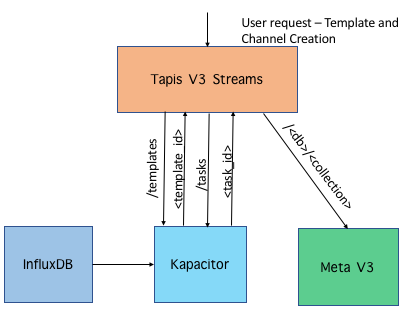 User request – Template and
Channel Creation
Tapis V3 Streams
/templates
<template_id>
/tasks
<task_id>
/<db>/<collection>
InfluxDB
Kapacitor
Meta V3